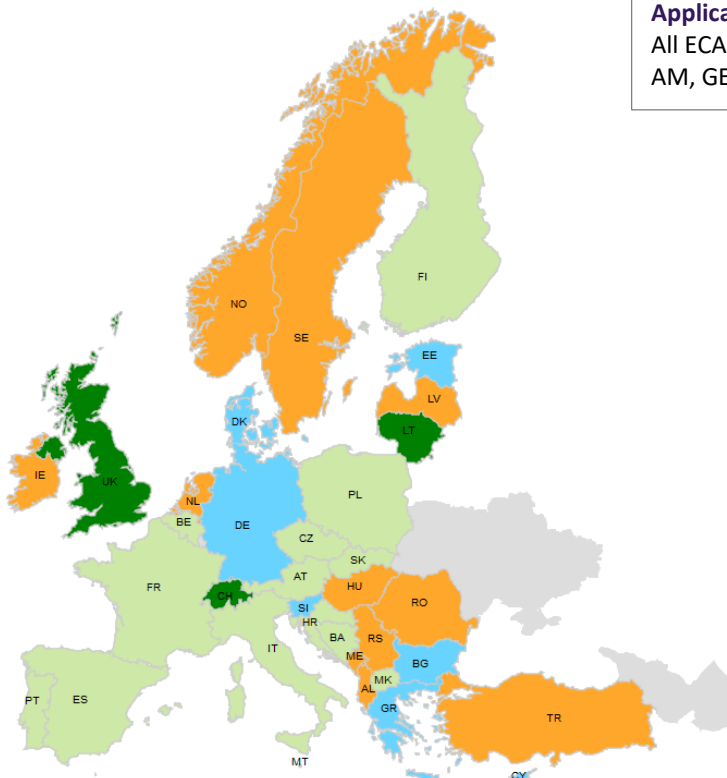 Applica
All ECA
AM, GE
FI
NO
SE
EE
LV
DK
LT
IE
UK
NL
PL
BE
DE
CZ
SK
FR
AT
HU
CH
RO
SI
HR
BA
RS
IT
ME
BG
MK
AL
PT
ES
GR
TR
MT
CY